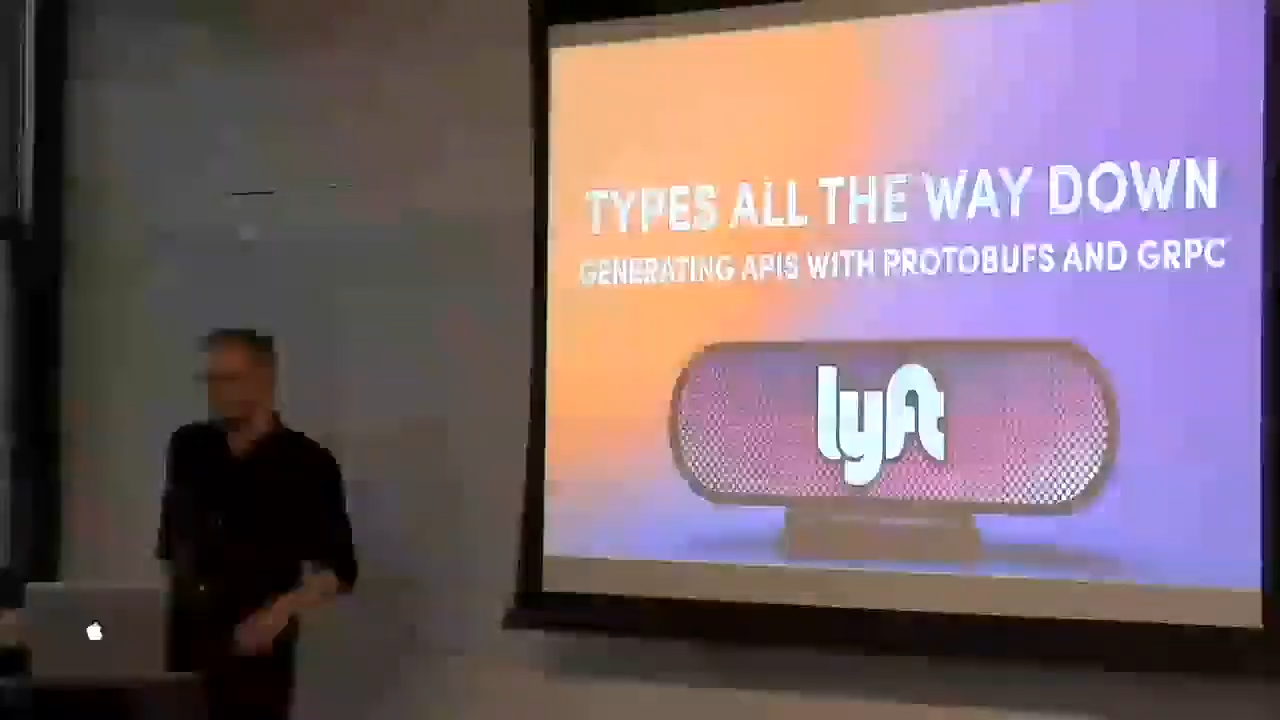 TYPES ALL THE WAY DOWN
GENERATING APIS WITH PROTOBUFS AND GRPC
lyft